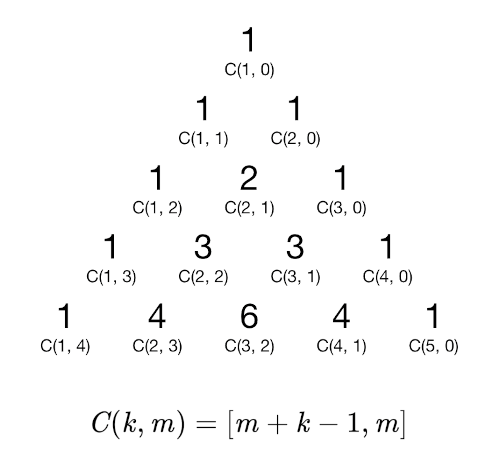 1
C(1, 0)
1 1
C(1, 1) C(2, 0)
1 2 1
C(1, 2) C(2, 1) C(3, 0)
1 3 3 1
C(1, 3) C(2, 2) C(3, 1) C(4, 0)
1 4 6 4 1
C(1, 4) C(2, 3) C(3, 2) C(4, 1) C(5, 0)
C(k, m) = [m + k − 1, m]